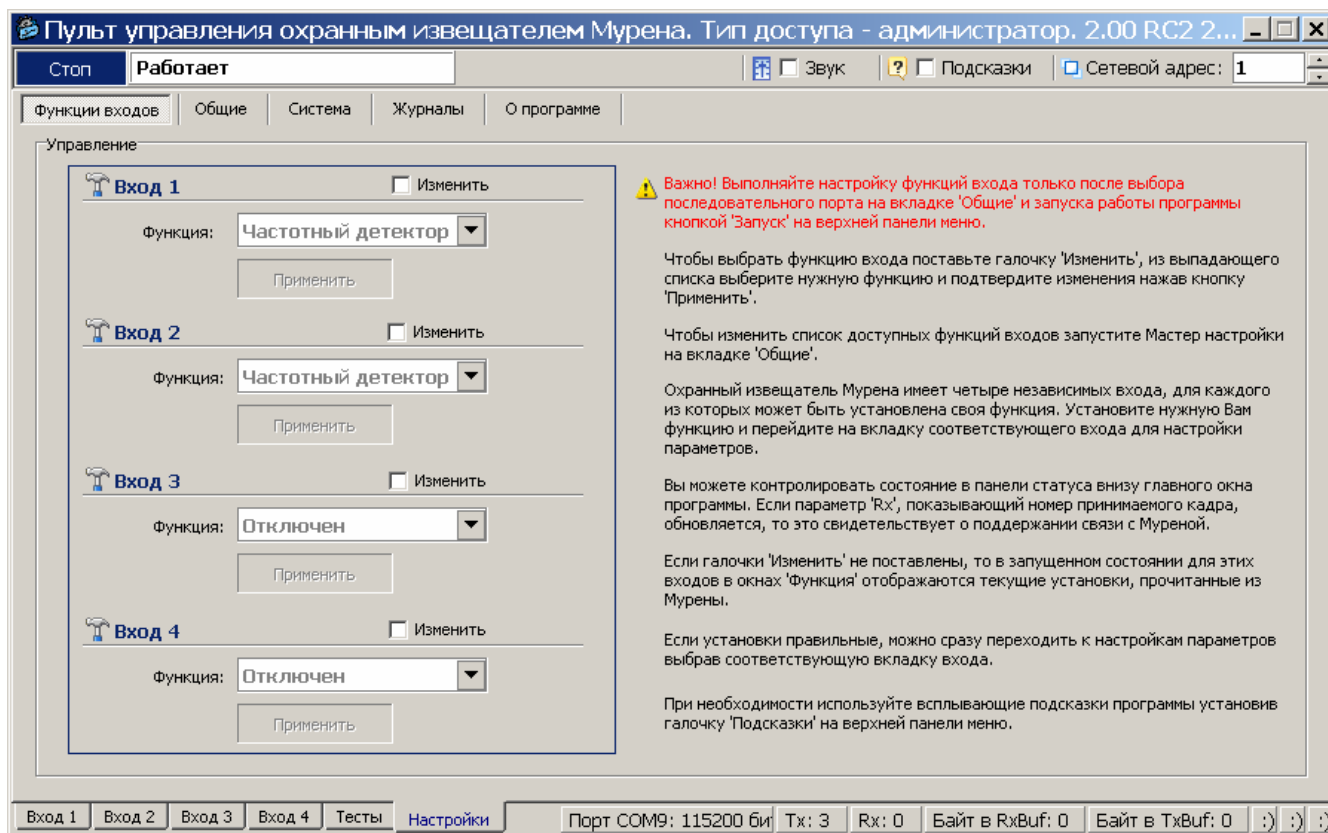 Пульт управления охранным извещателем Мурена. Тип доступа - администратор. 2.00 RC2 2...
Стоп
Работает
Звук
Подсказки
Сетевой адрес: 1
Функции входов
Общие
Система
Журналы
О программе
Управление
Вход 1
Изменить
Функция: Частотный детектор
Применить
Вход 2
Изменить
Функция: Частотный детектор
Применить
Вход 3
Изменить
Функция: Отключен
Применить
Вход 4
Изменить
Функция: Отключен
Применить
Важно! Выполняйте настройку функций входа только после выбора
последовательного порта на вкладке 'Общие' и запуска работы программы
кнопкой 'Запуск' на верхней панели меню.
Чтобы выбрать функцию входа поставьте галочку 'Изменить', из выпадающего
списка выберите нужную функцию и подтвердите изменения нажав кнопку
'Применить'.
Чтобы изменить список доступных функций входов запустите Мастер настройки
на вкладке 'Общие'.
Охранный извещатель Мурена имеет четыре независимых входа, для каждого
из которых может быть установлена своя функция. Установите нужную Вам
функцию и перейдите на вкладку соответствующего входа для настройки
параметров.
Вы можете контролировать состояние в панели статуса внизу главного окна
программы. Если параметр 'Rx', показывающий номер принимаемого кадра,
обновляется, то это свидетельствует о поддержании связи с Муреной.
Если галочки 'Изменить' не поставлены, то в запущенном состоянии для этих
входов в окнах 'Функция' отображаются текущие установки, прочитанные из
Мурены.
Если установки правильные, можно сразу переходить к настройкам параметров
выбрав соответствующую вкладку входа.
При необходимости используйте всплывающие подсказки программы установив
галочку 'Подсказки' на верхней панели меню.
Вход 1
Вход 2
Вход 3
Вход 4
Тесты
Настройки
Порт COM9: 115200 би
Tx: 3
Rx: 0
Байт в RxBuf: 0
Байт в TxBuf: 0
:)
:)
:)